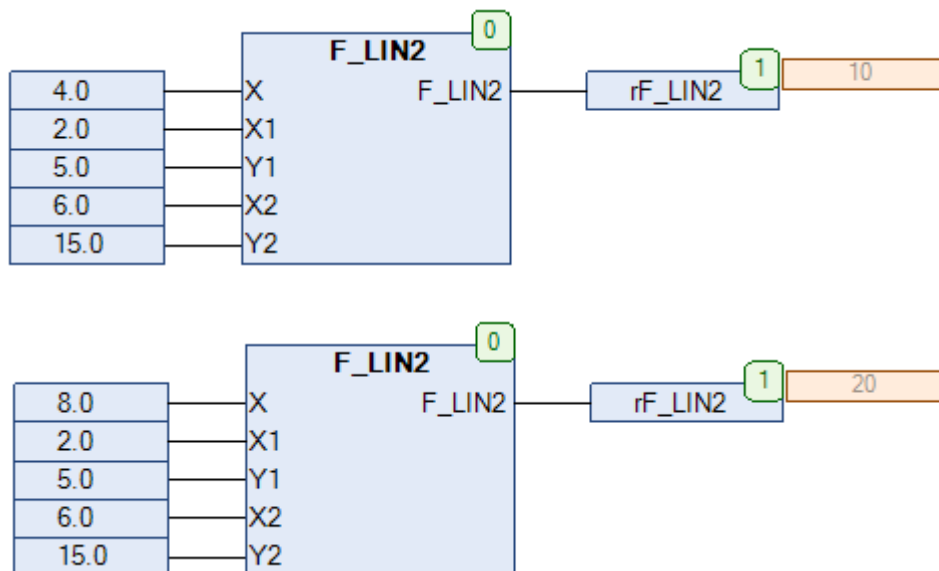 0
F_LIN2
4.0 X F_LIN2 rF_LIN2 1 10
2.0 X1
5.0 Y1
6.0 X2
15.0 Y2
0
F_LIN2
8.0 X F_LIN2 rF_LIN2 1 20
2.0 X1
5.0 Y1
6.0 X2
15.0 Y2